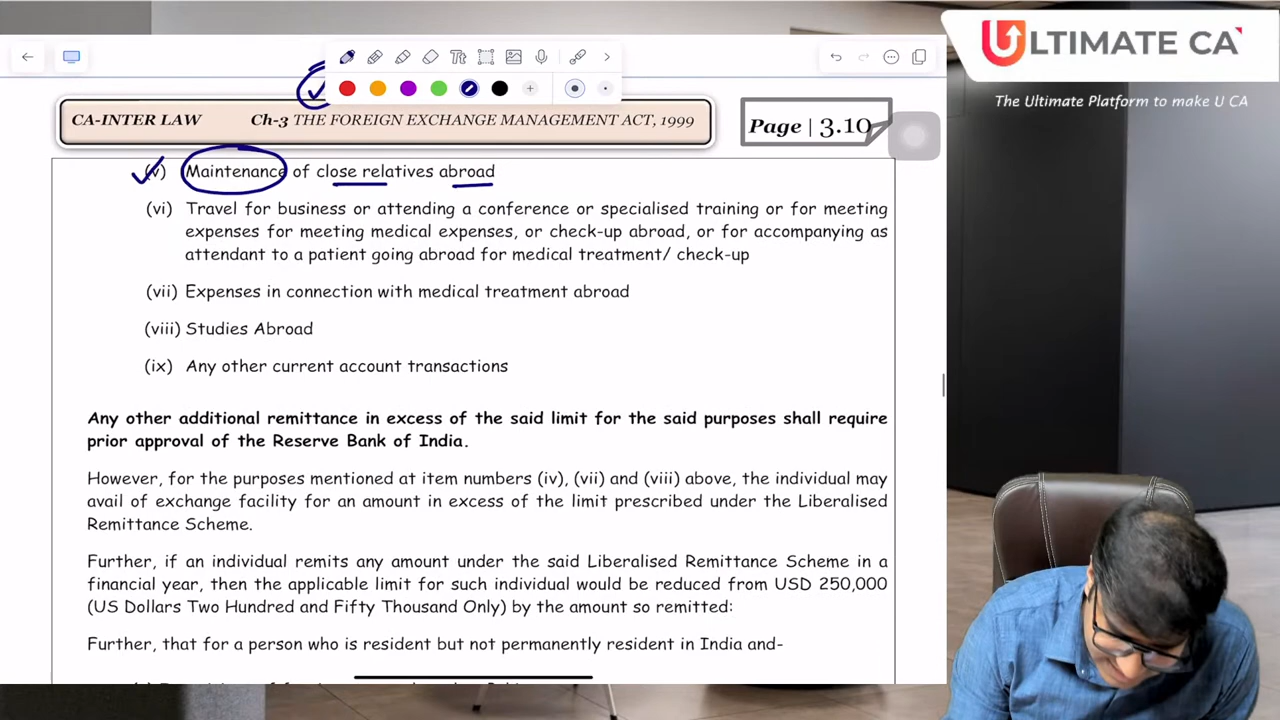 ULTIMATE CA
The Ultimate Platform to make U CA
CA-INTER LAW Ch-3 THE FOREIGN EXCHANGE MANAGEMENT ACT, 1999
Page | 3.10
(v) Maintenance of close relatives abroad
(vi) Travel for business or attending a conference or specialised training or for meeting
expenses for meeting medical expenses, or check-up abroad, or for accompanying as
attendant to a patient going abroad for medical treatment/ check-up
(vii) Expenses in connection with medical treatment abroad
(viii) Studies Abroad
(ix) Any other current account transactions
Any other additional remittance in excess of the said limit for the said purposes shall require
prior approval of the Reserve Bank of India.
However, for the purposes mentioned at item numbers (iv), (vii) and (viii) above, the individual may
avail of exchange facility for an amount in excess of the limit prescribed under the Liberalised
Remittance Scheme.
Further, if an individual remits any amount under the said Liberalised Remittance Scheme in a
financial year, then the applicable limit for such individual would be reduced from USD 250,000
(US Dollars Two Hundred and Fifty Thousand Only) by the amount so remitted:
Further, that for a person who is resident but not permanently resident in India and-